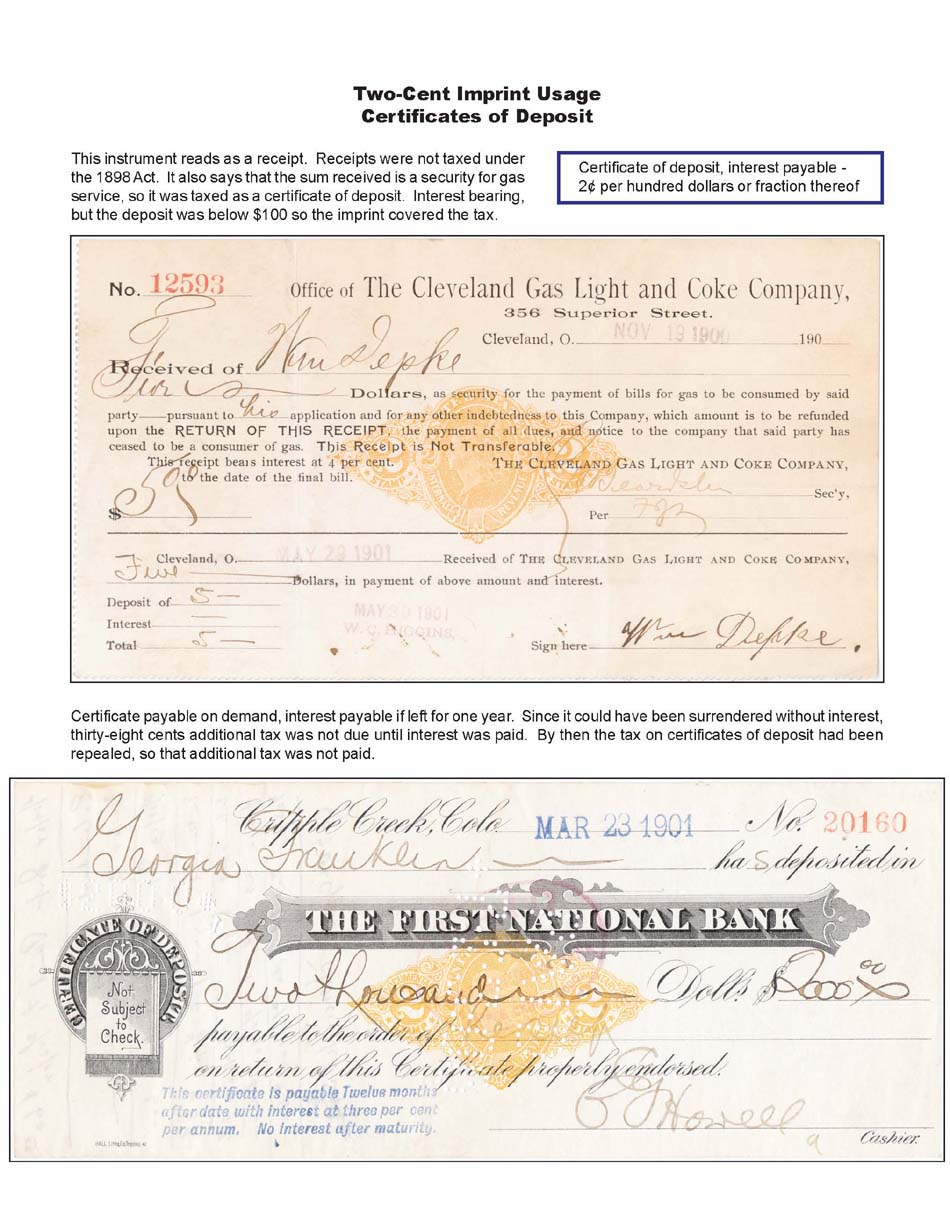 Two-Cent Imprint Usage
Certificates of Deposit
This instrument reads as a receipt. Receipts were not taxed under
the 1898 Act. It also says that the sum received is a security for gas
service, so it was taxed as a certificate of deposit. Interest bearing,
but the deposit was below $100 so the imprint covered the tax.
Certificate of deposit, interest payable -
2¢ per hundred dollars or fraction thereof
No. 12593 Office of The Cleveland Gas Light and Coke Company,
356 Superior Street.
Cleveland, O. NOV 13 1900 190
Received of Wm Depke
Five Dollars, as security for the payment of bills for gas to be consumed by said
party pursuant to his application and for any other indebtedness to this Company, which amount is to be refunded
upon the RETURN OF THIS RECEIPT, the payment of all dues, and notice to the company that said party has
ceased to be a consumer of gas. This Receipt is Not Transferable.
This receipt bears interest at 4 per cent. THE CLEVELAND GAS LIGHT AND COKE COMPANY,
to the date of the final bill.
Sec'y,
$5 00
Per
Cleveland, O. MAY 29 1901 Received of THE CLEVELAND GAS LIGHT AND COKE COMPANY,
Five Dollars, in payment of above amount and interest.
Deposit of 5 —
MAY 30 1901
Interest —
W. C. HIGGINS
Total 5 —
Sign here Wm Depke.
Certificate payable on demand, interest payable if left for one year. Since it could have been surrendered without interest,
thirty-eight cents additional tax was not due until interest was paid. By then the tax on certificates of deposit had been
repealed, so that additional tax was not paid.
Cripple Creek, Colo. MAR 23 1901 No. 20160
Georgia Franklin has deposited in
THE FIRST NATIONAL BANK
CERTIFICATE OF DEPOSIT
Not
Subject
to
Check.
Two thousand Dolls. $2000 00
payable to the order of
on return of this Certificate properly endorsed.
This certificate is payable Twelve months
after date with interest at three per cent
per annum. No interest after maturity.
Howell
Cashier.